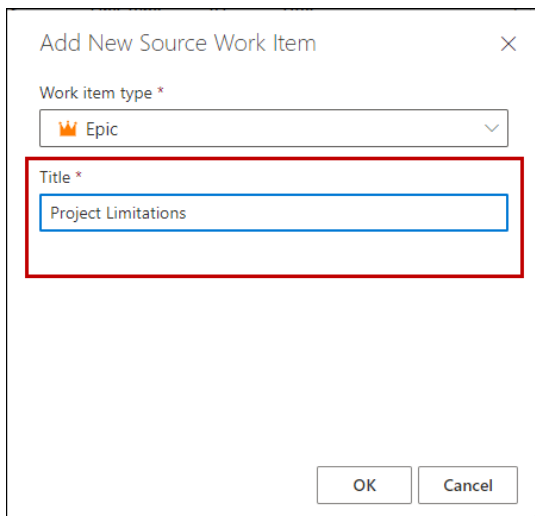 Add New Source Work Item
Work item type *
Epic
Title *
Project Limitations
OK Cancel